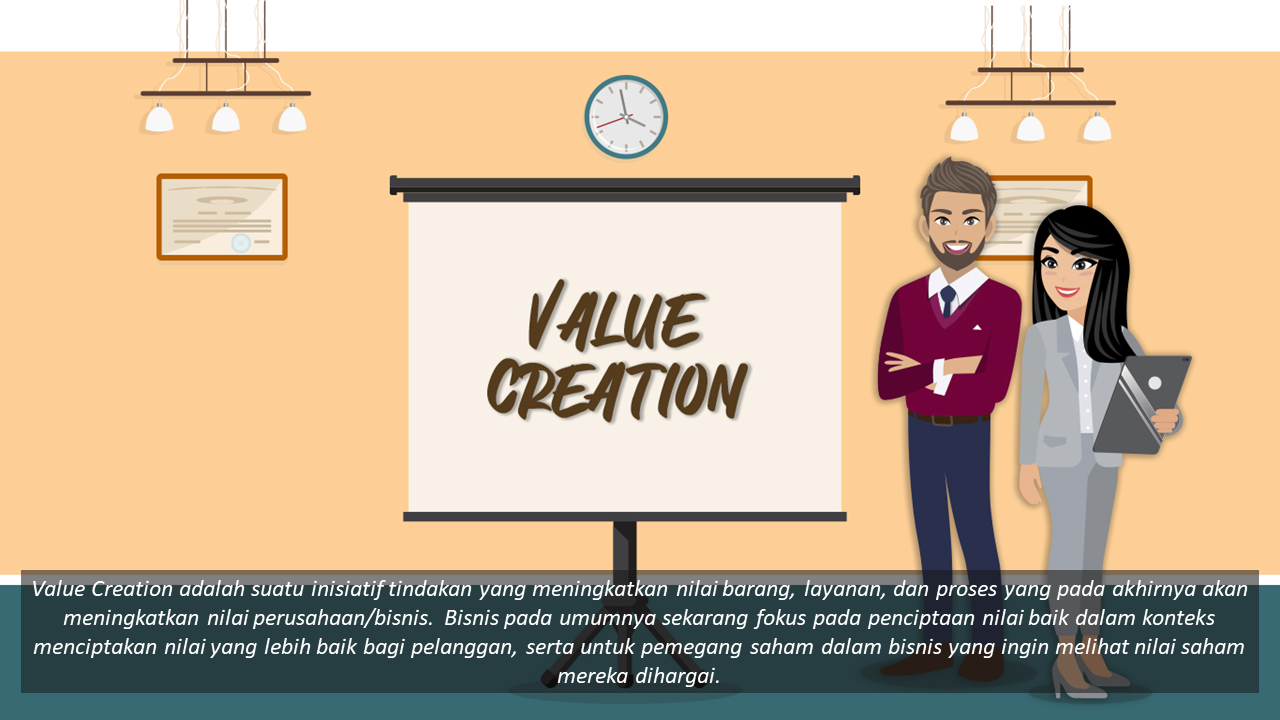 VALUE
CREATION
Value Creation adalah suatu inisiatif tindakan yang meningkatkan nilai barang, layanan, dan proses yang pada akhirnya akan
meningkatkan nilai perusahaan/bisnis. Bisnis pada umumnya sekarang fokus pada penciptaan nilai baik dalam konteks
menciptakan nilai yang lebih baik bagi pelanggan, serta untuk pemegang saham dalam bisnis yang ingin melihat nilai saham
mereka dihargai.